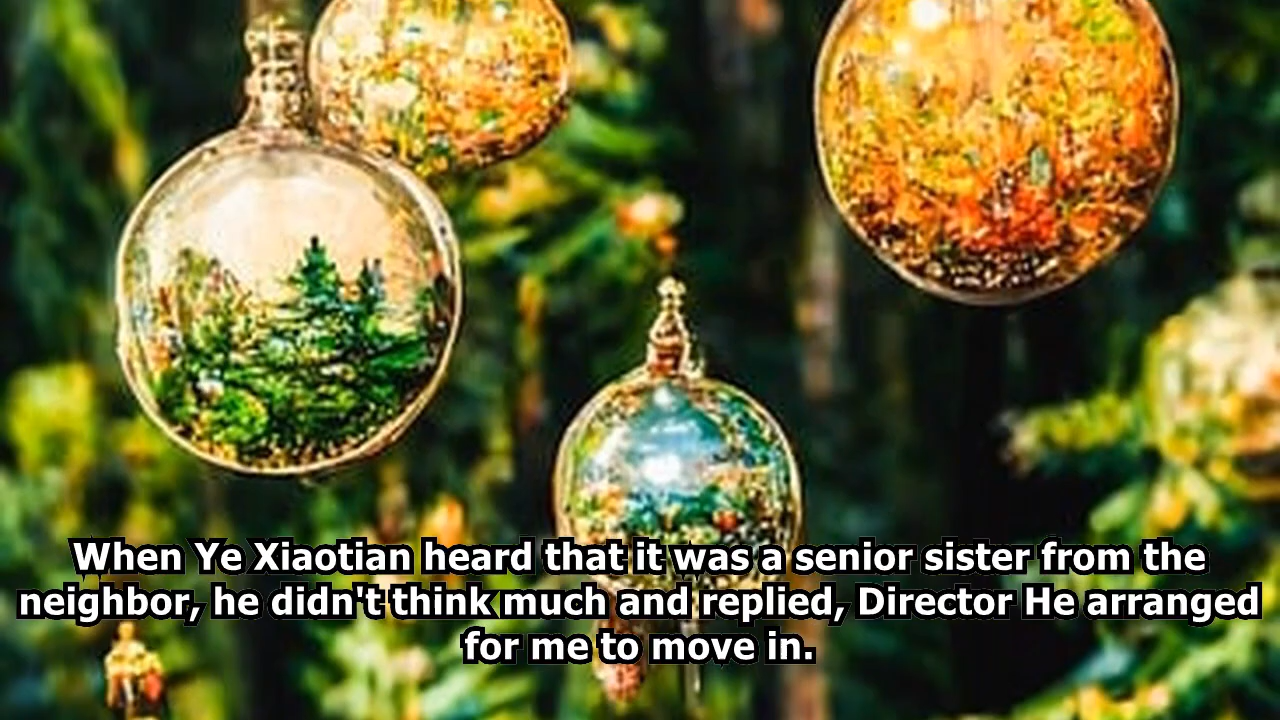 When Ye Xiaotian heard that it was a senior sister from the
neighbor, he didn't think much and replied, Director He arranged
for me to move in.